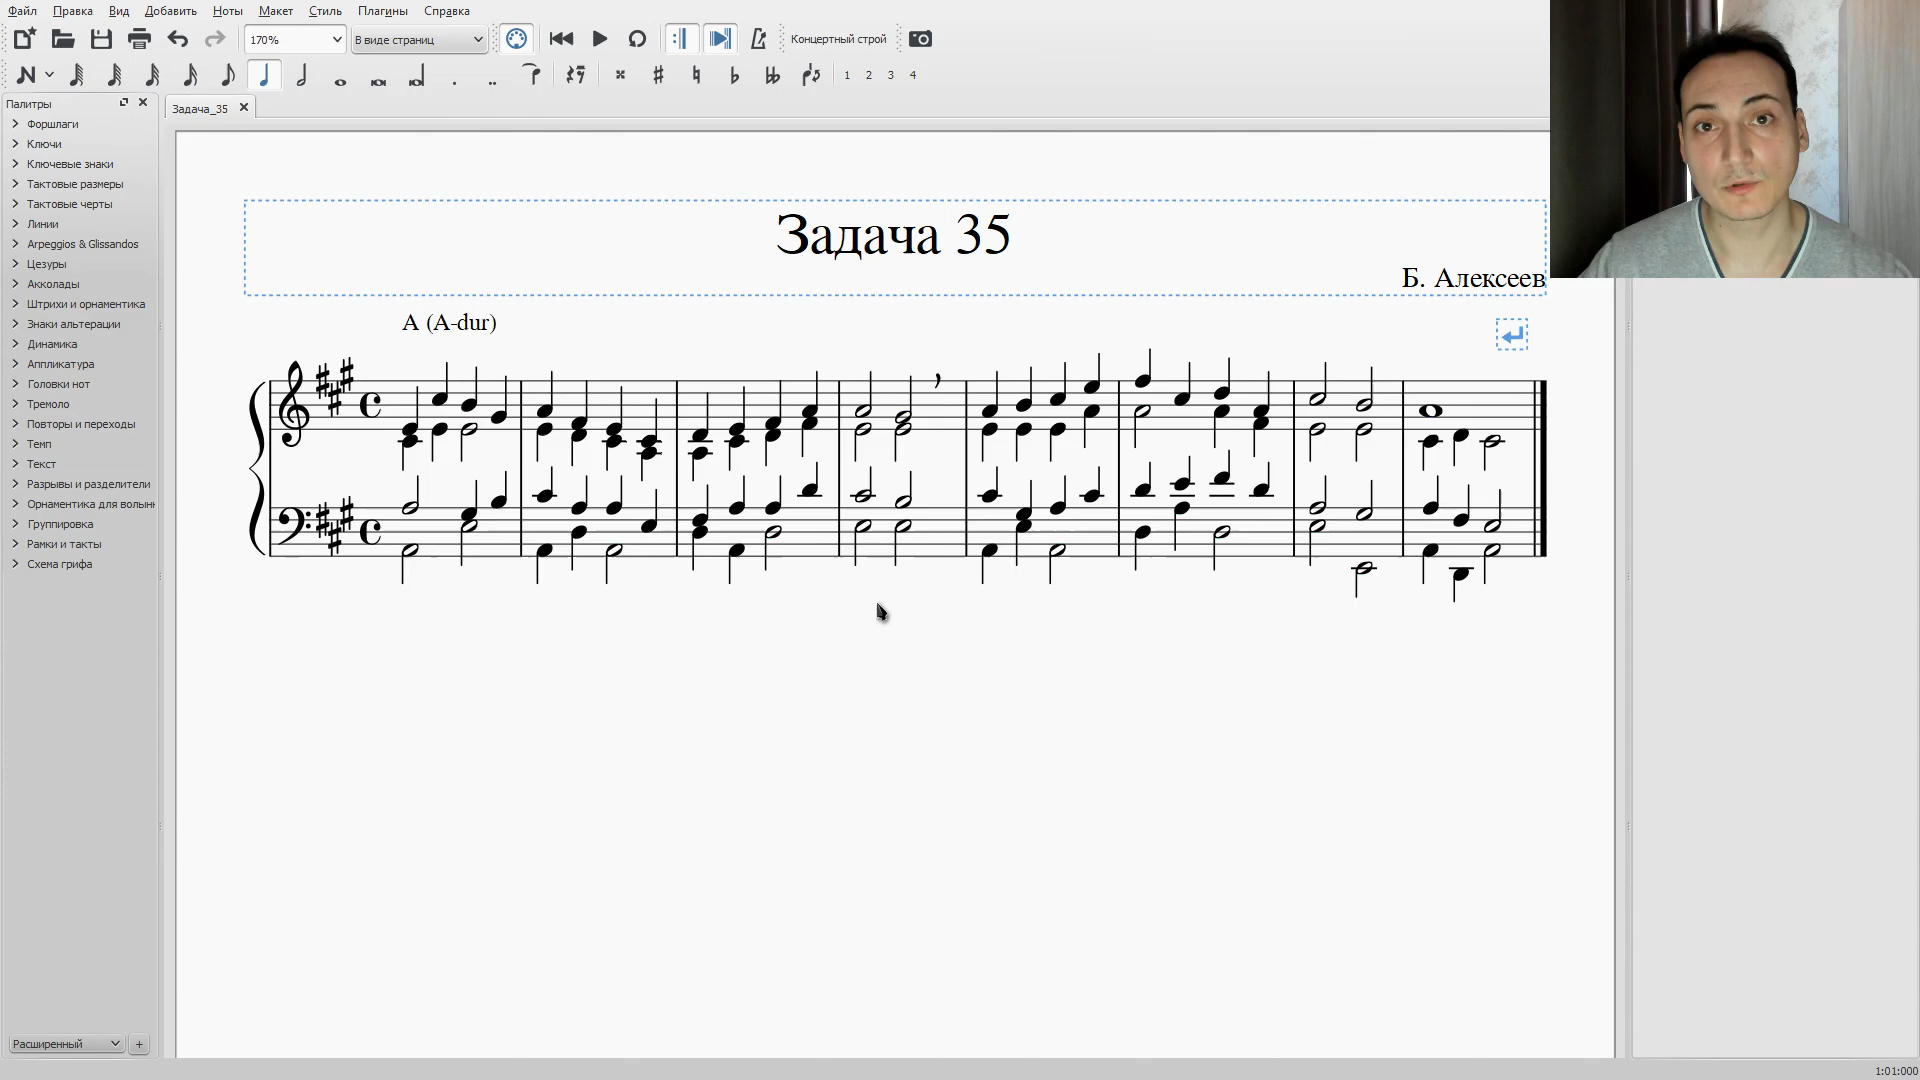 Файл Правка Вид Добавить Ноты Макет Стиль Плагины Справка
170% В виде страниц Концертный строй
1 2 3 4
Палитры
Задача_35
Форшлаги
Ключи
Ключевые знаки
Тактовые размеры
Тактовые черты
Линии
Arpeggios & Glissandos
Цезуры
Акколады
Штрихи и орнаментика
Знаки альтерации
Динамика
Аппликатура
Головки нот
Тремоло
Повторы и переходы
Темп
Текст
Разрывы и разделители
Орнаментика для волын
Группировка
Рамки и такты
Схема грифа
Задача 35
Б. Алексеев
A (A-dur)
Расширенный +
1:01:000